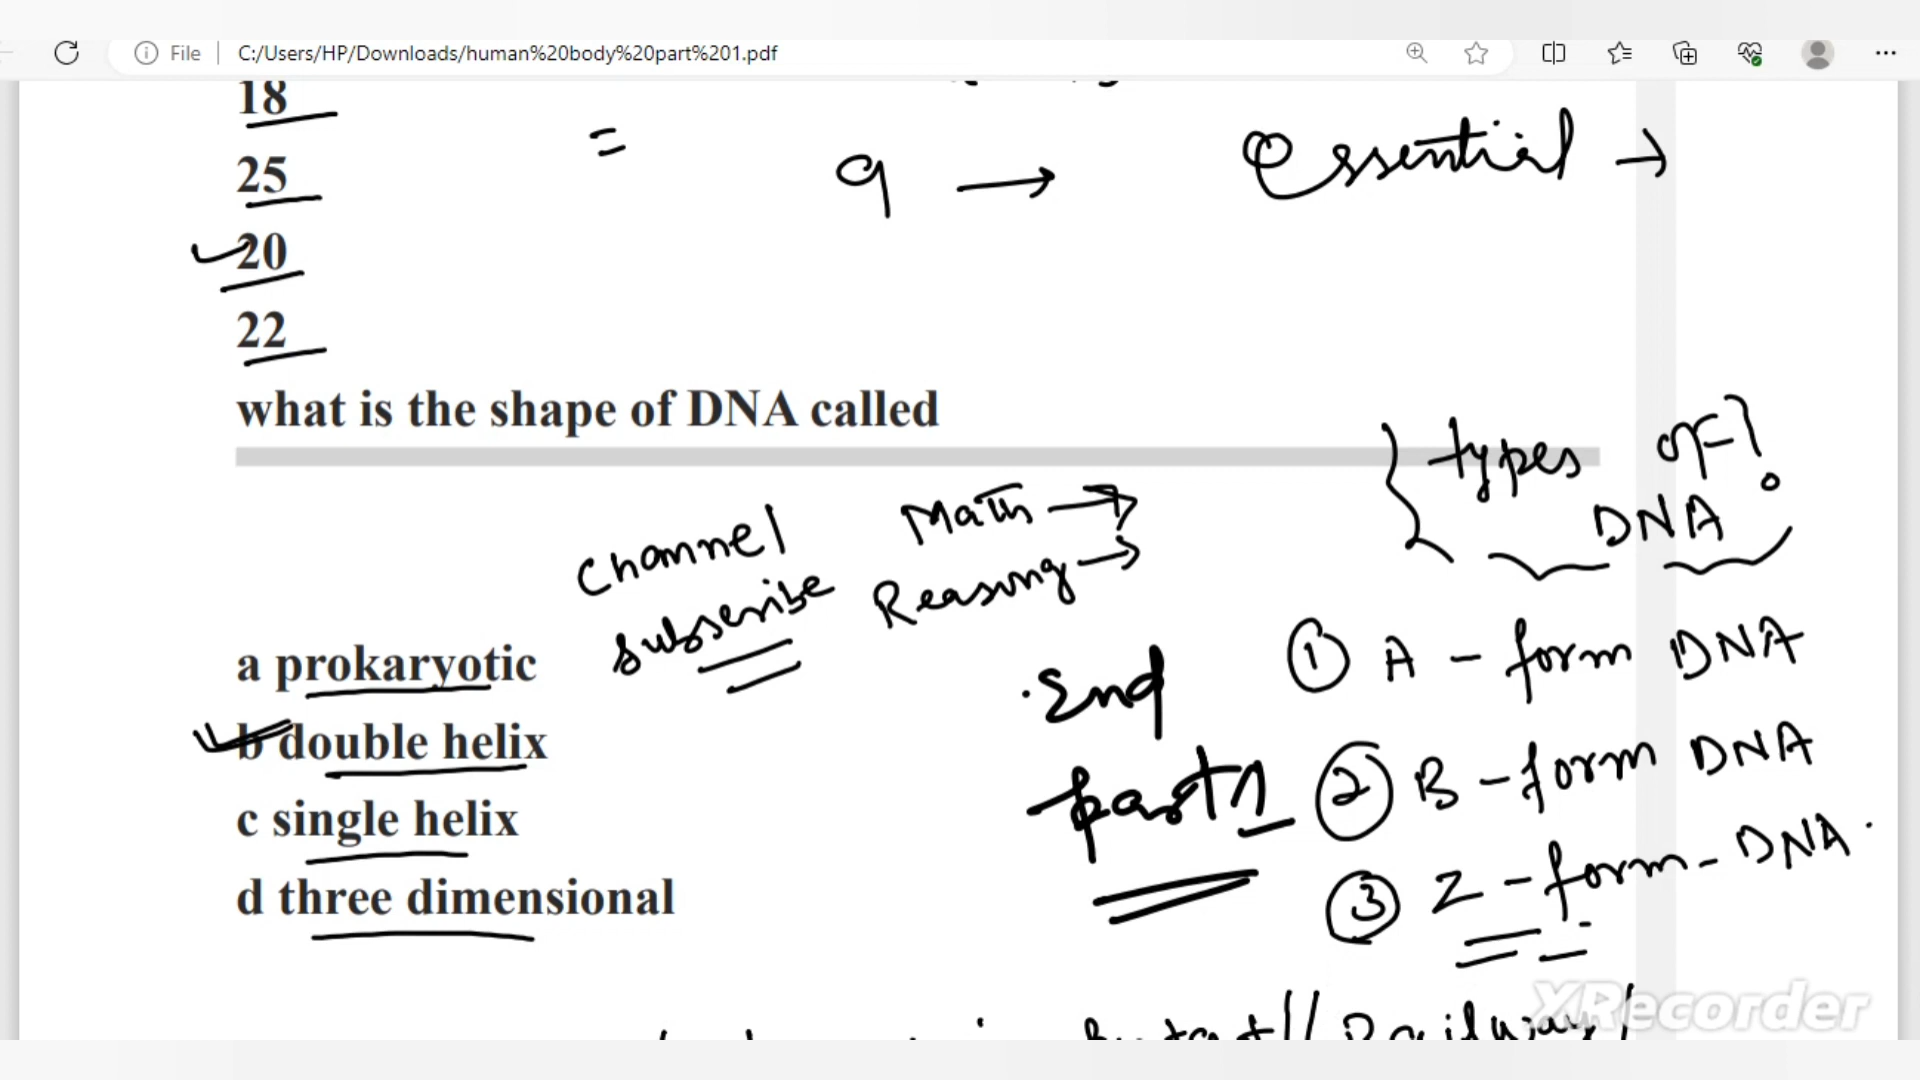 File C:/Users/HP/Downloads/human%20body%20part%201.pdf
18
=
9 → essential →
25
20
22
what is the shape of DNA called
types of ?
DNA
Channel Math →
Subscribe Reasoning →
① A - form DNA
a prokaryotic
End
b double helix
part 1
② B - form DNA
c single helix
③ Z - form - DNA.
d three dimensional
XRecorder